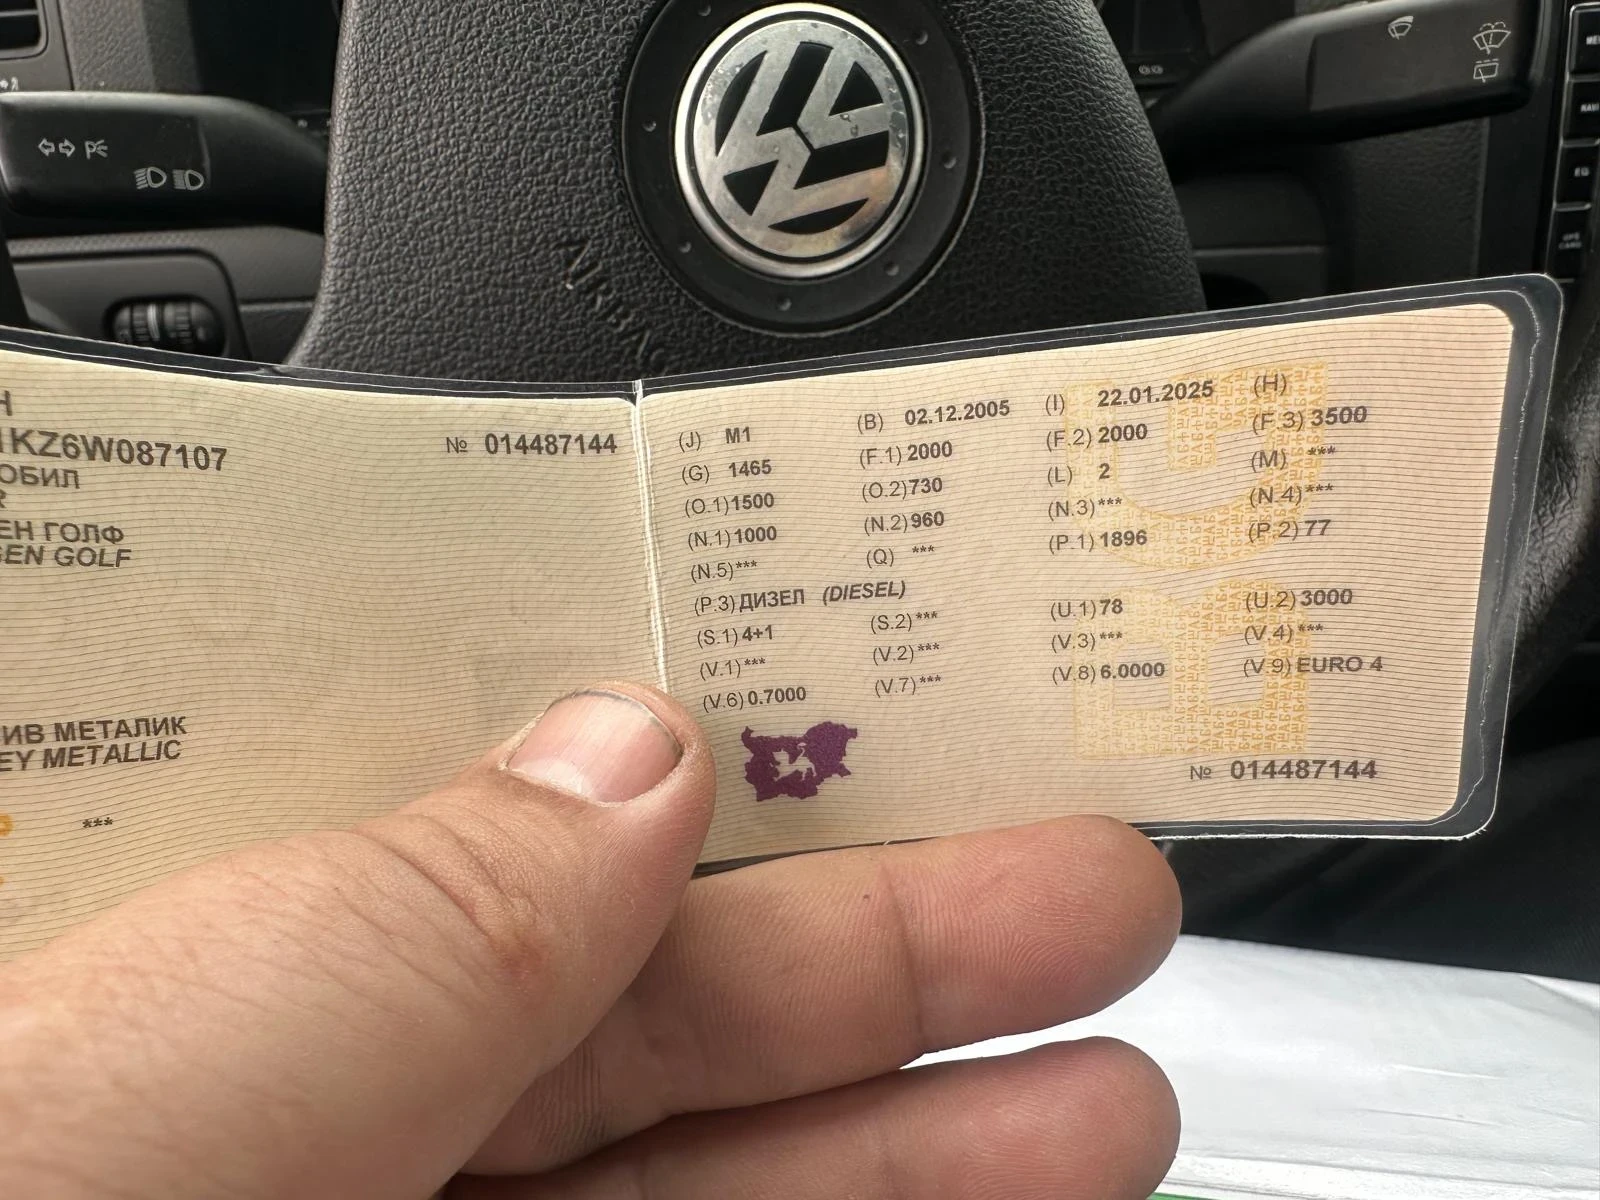 AIRBAG
Н
1KZ6W087107
№ 014487144
ОБИЛ
R
ЕН ГОЛФ
GEN GOLF
ИВ МЕТАЛИК
EY METALLIC
***
(J) M1 (B) 02.12.2005 (I) 22.01.2025 (H)
(G) 1465 (F.1) 2000 (F.2) 2000 (F.3) 3500
(O.1) 1500 (O.2) 730 (L) 2 (M) ***
(N.1) 1000 (N.2) 960 (N.3) *** (N.4) ***
(N.5) *** (Q) *** (P.1) 1896 (P.2) 77
(P.3) ДИЗЕЛ (DIESEL)
(S.1) 4+1 (S.2) *** (U.1) 78 (U.2) 3000
(V.1) *** (V.2) *** (V.3) *** (V.4) ***
(V.6) 0.7000 (V.7) *** (V.8) 6.0000 (V.9) EURO 4
№ 014487144